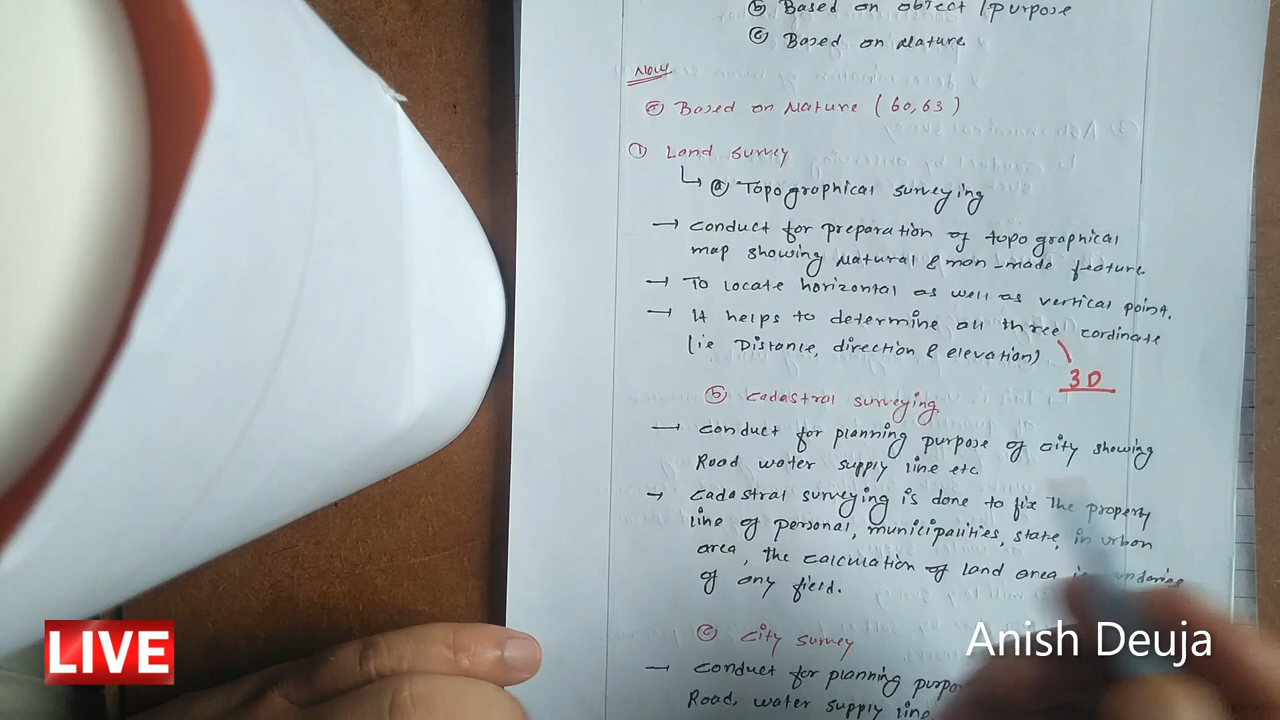 (b) Based on object / purpose
(c) Based on Nature
Now
(c) Based on Nature (60,63)
(1) Land survey
(a) Topographical surveying
→ conduct for preparation of topographical
map showing Natural & man-made feature
→ To locate horizontal as well as vertical point.
→ It helps to determine all three cordinate
(ie Distance, direction & elevation)
3D
(b) cadastral surveying
→ conduct for planning purpose of city showing
Road water supply line etc
→ cadastral surveying is done to fix the property
line of personal, municipalities, state, in urban
area, the calculation of land area is
of any field.
(c) city survey
→ conduct for planning
Road, water supply line
LIVE
Anish Deuja